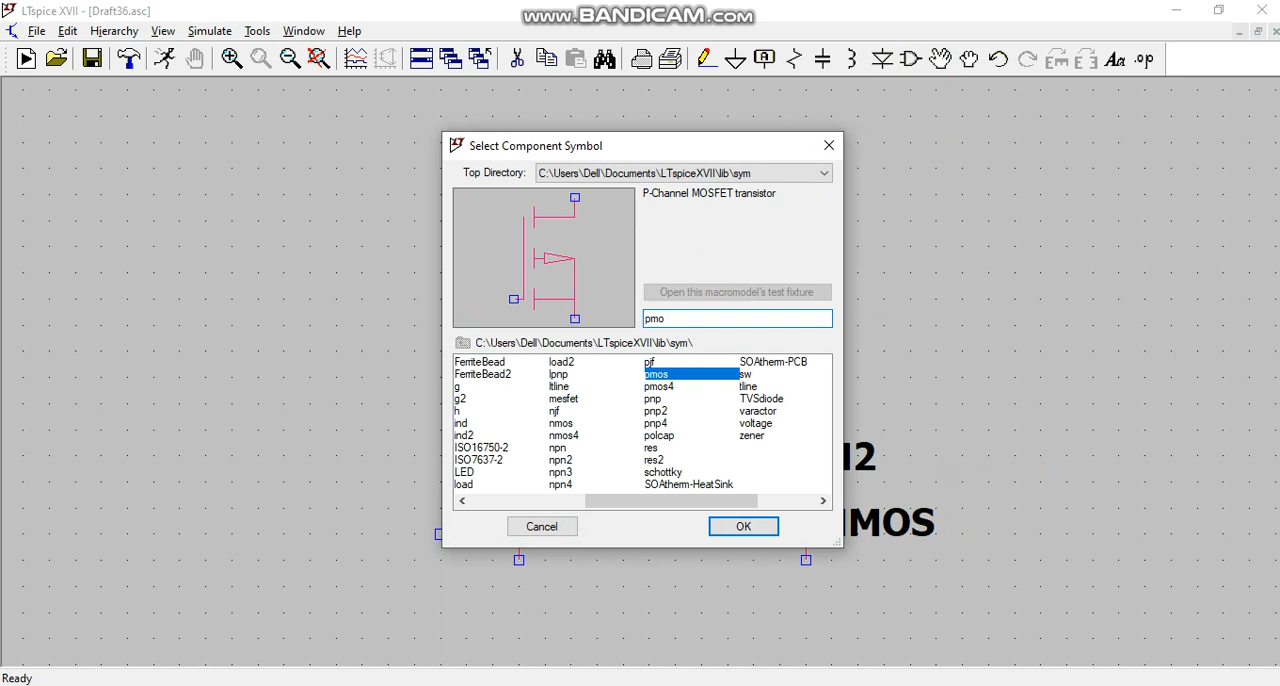 LTspice XVII - [Draft36.asc]
www.BANDICAM.com
File Edit Hierarchy View Simulate Tools Window Help
Aa .op
Select Component Symbol
Top Directory: C:\Users\Dell\Documents\LTspiceXVII\lib\sym
P-Channel MOSFET transistor
Open this macromodel's test fixture
pmo
C:\Users\Dell\Documents\LTspiceXVII\lib\sym\
FerriteBead load2 pjf SOAtherm-PCB
FerriteBead2 lpnp pmos sw
g ltline pmos4 tline
g2 mesfet pnp TVSdiode
h njf pnp2 varactor
ind nmos pnp4 voltage
ind2 nmos4 polcap zener
ISO16750-2 npn res
ISO7637-2 npn2 res2
LED npn3 schottky
load npn4 SOAtherm-HeatSink
Cancel OK
MOS
Ready